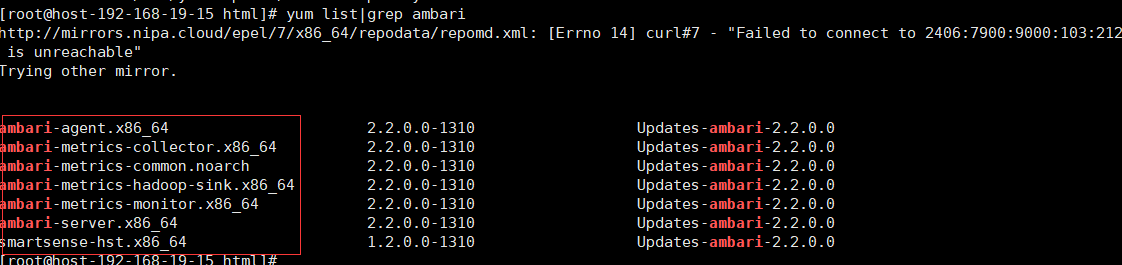 [root@host-192-168-19-15 html]# yum list|grep ambari
http://mirrors.nipa.cloud/epel/7/x86_64/repodata/repomd.xml: [Errno 14] curl#7 - "Failed to connect to 2406:7900:9000:103:212
is unreachable"
Trying other mirror.
ambari-agent.x86_64 2.2.0.0-1310 Updates-ambari-2.2.0.0
ambari-metrics-collector.x86_64 2.2.0.0-1310 Updates-ambari-2.2.0.0
ambari-metrics-common.noarch 2.2.0.0-1310 Updates-ambari-2.2.0.0
ambari-metrics-hadoop-sink.x86_64 2.2.0.0-1310 Updates-ambari-2.2.0.0
ambari-metrics-monitor.x86_64 2.2.0.0-1310 Updates-ambari-2.2.0.0
ambari-server.x86_64 2.2.0.0-1310 Updates-ambari-2.2.0.0
smartsense-hst.x86_64 1.2.0.0-1310 Updates-ambari-2.2.0.0
[root@host-192-168-19-15 html]#